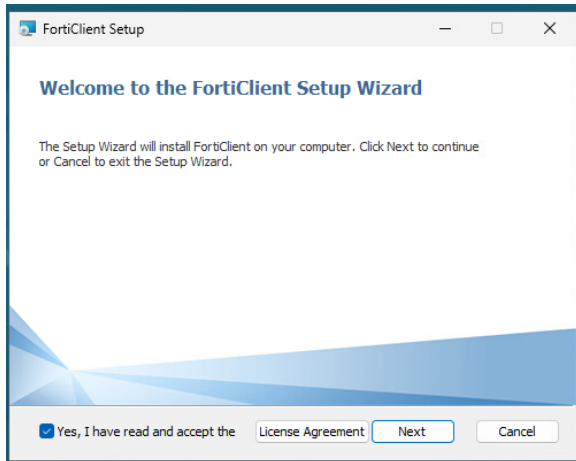 FortiClient Setup
Welcome to the FortiClient Setup Wizard
The Setup Wizard will install FortiClient on your computer. Click Next to continue
or Cancel to exit the Setup Wizard.
Yes, I have read and accept the License Agreement Next Cancel